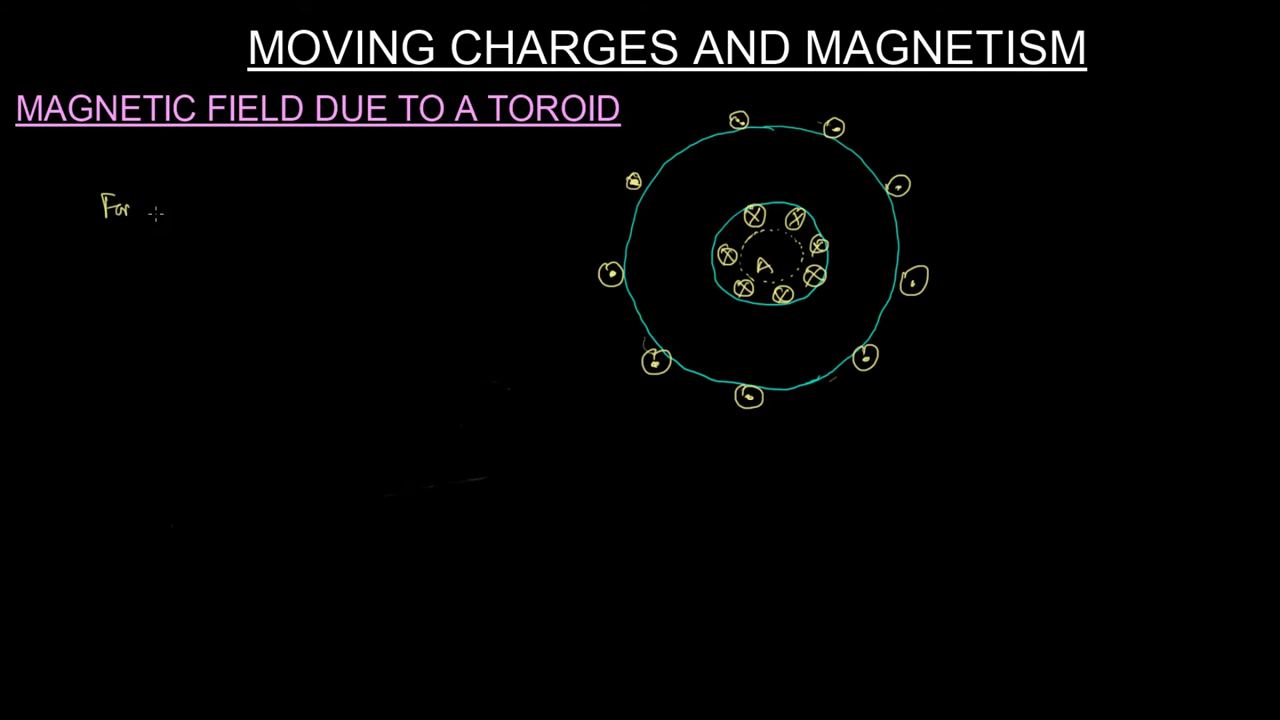 MOVING CHARGES AND MAGNETISM
MAGNETIC FIELD DUE TO A TOROID
For
A